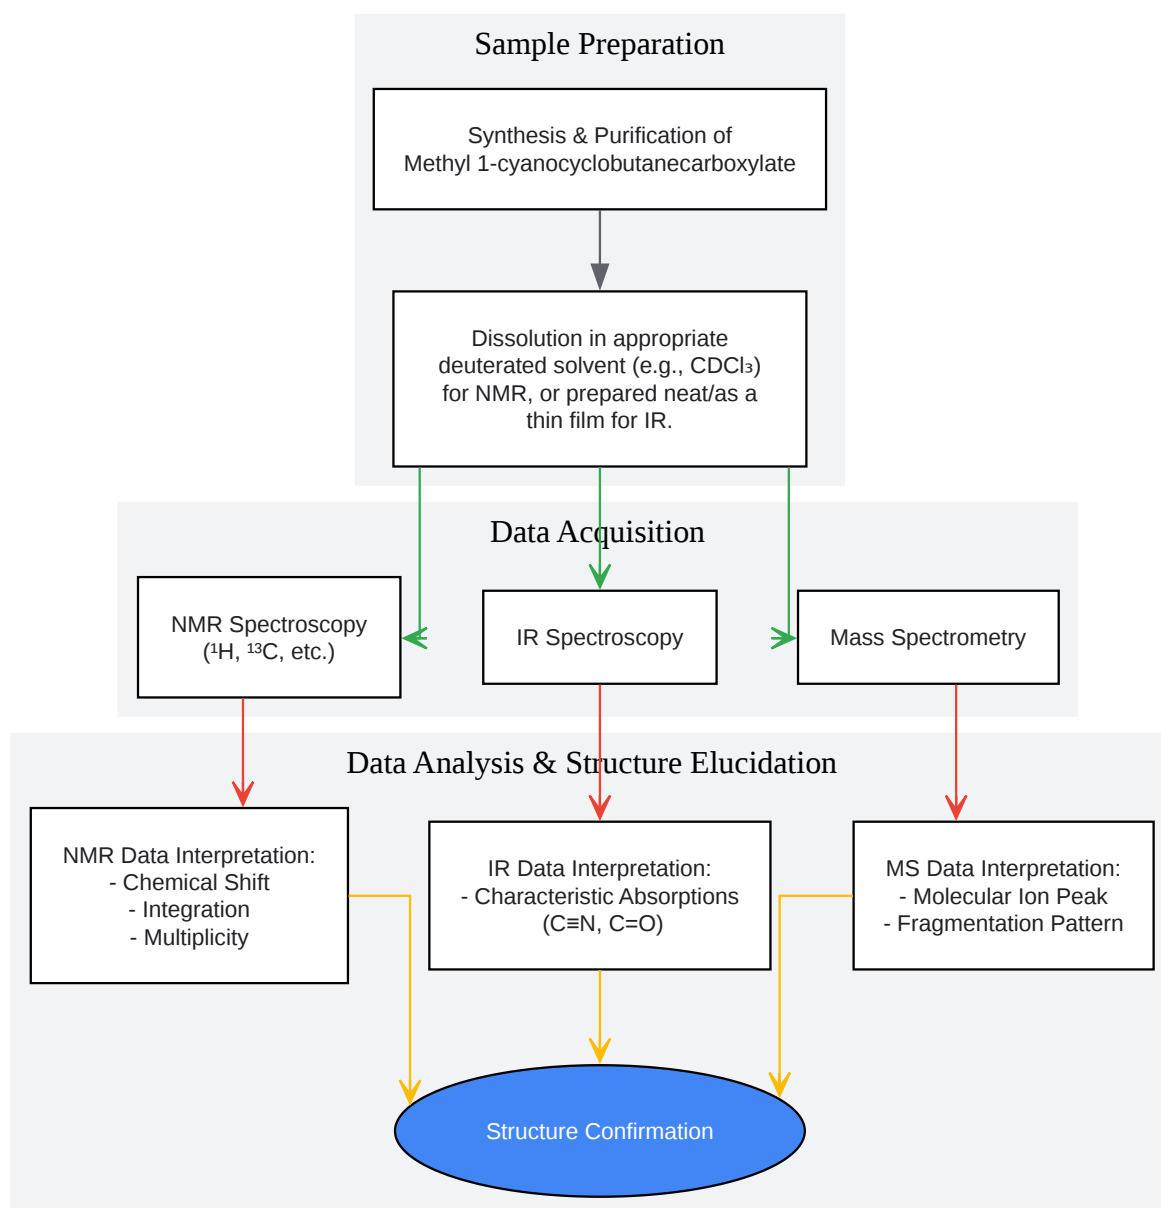 Sample Preparation
Synthesis & Purification of
Methyl 1-cyanocyclobutanecarboxylate
Dissolution in appropriate
deuterated solvent (e.g., CDCl₃)
for NMR, or prepared neat/as a
thin film for IR.
Data Acquisition
NMR Spectroscopy
(¹H, ¹³C, etc.)
IR Spectroscopy
Mass Spectrometry
Data Analysis & Structure Elucidation
NMR Data Interpretation:
- Chemical Shift
- Integration
- Multiplicity
IR Data Interpretation:
- Characteristic Absorptions
(C≡N, C=O)
MS Data Interpretation:
- Molecular Ion Peak
- Fragmentation Pattern
Structure Confirmation